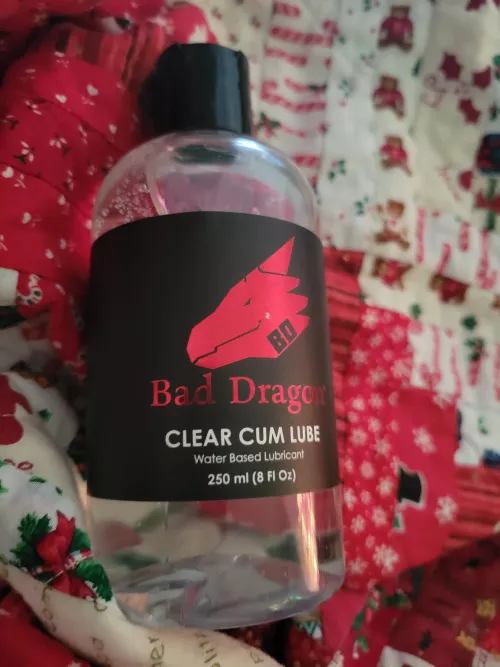 BD
Bad Dragon
CLEAR CUM LUBE
Water Based Lubricant
250 ml (8 Fl Oz)